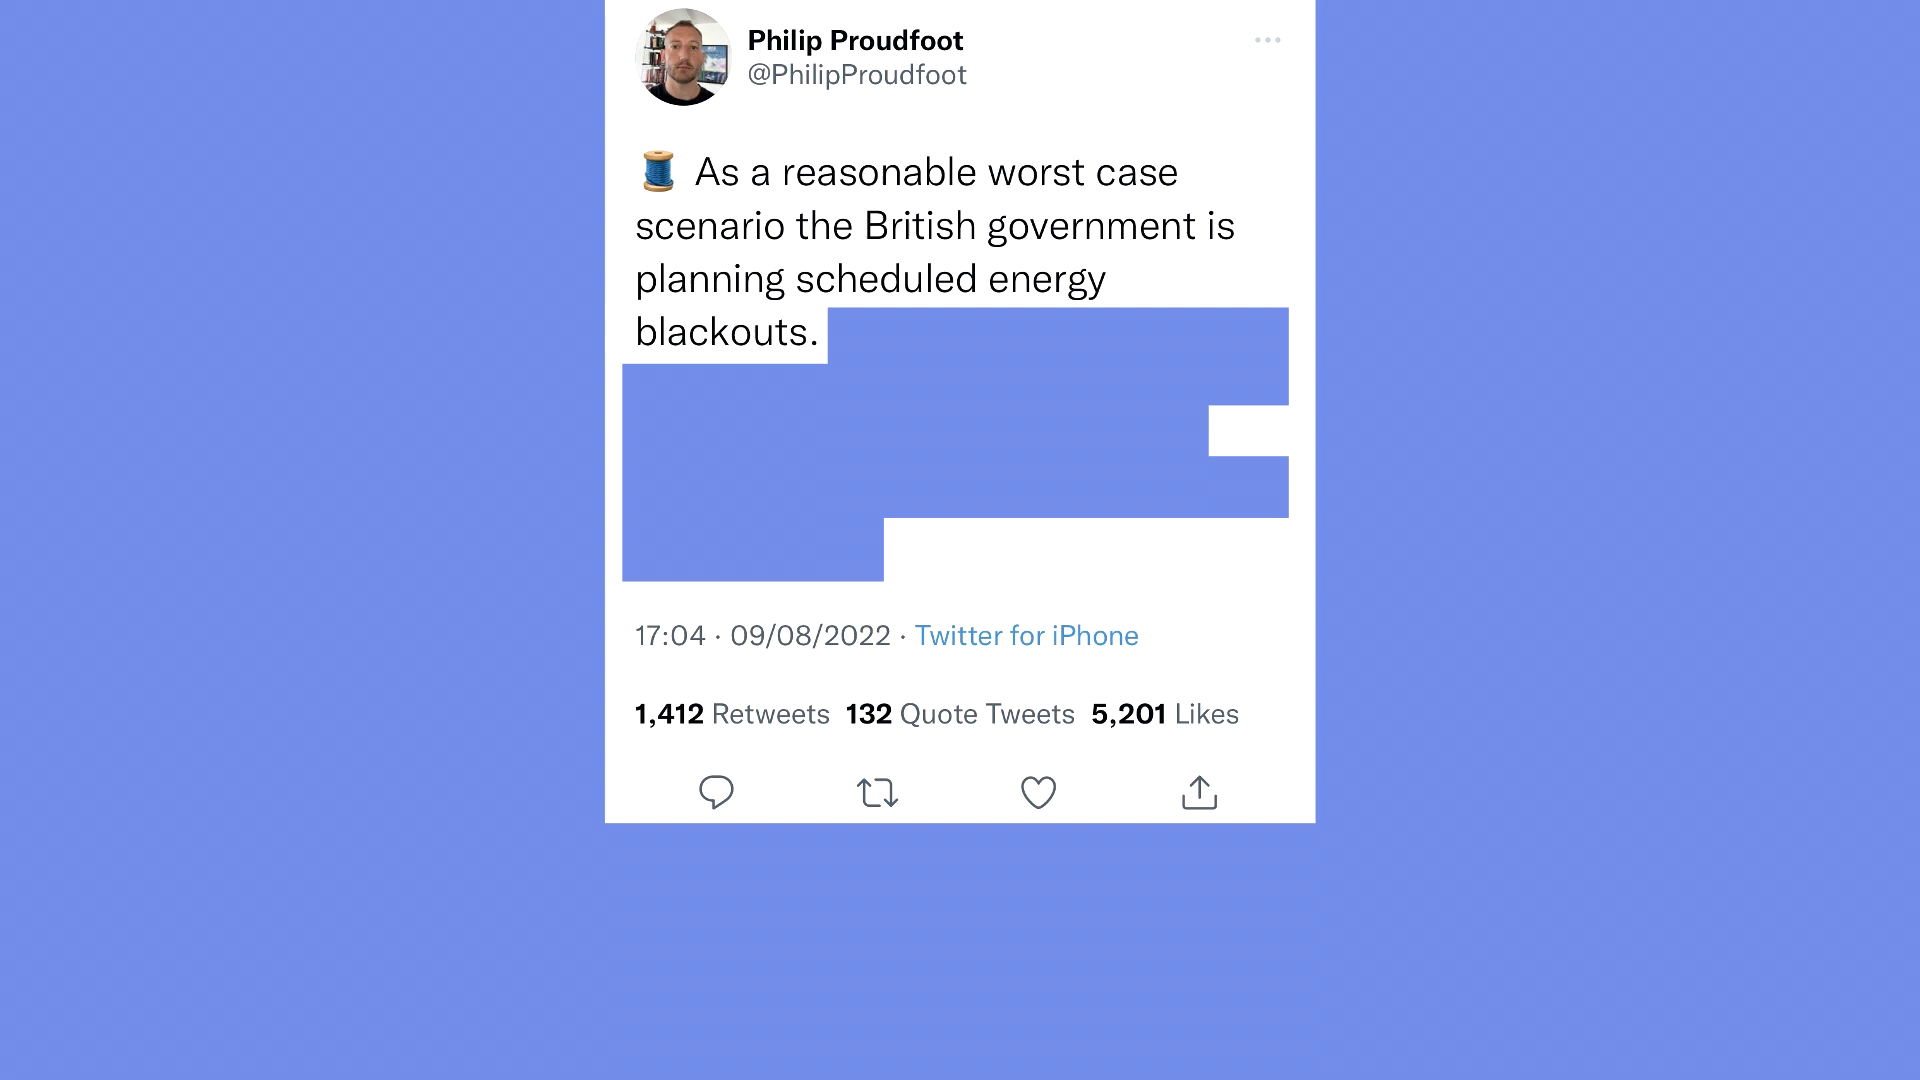 Philip Proudfoot
@PhilipProudfoot
🧵 As a reasonable worst case
scenario the British government is
planning scheduled energy
blackouts.
17:04 · 09/08/2022 · Twitter for iPhone
1,412 Retweets 132 Quote Tweets 5,201 Likes